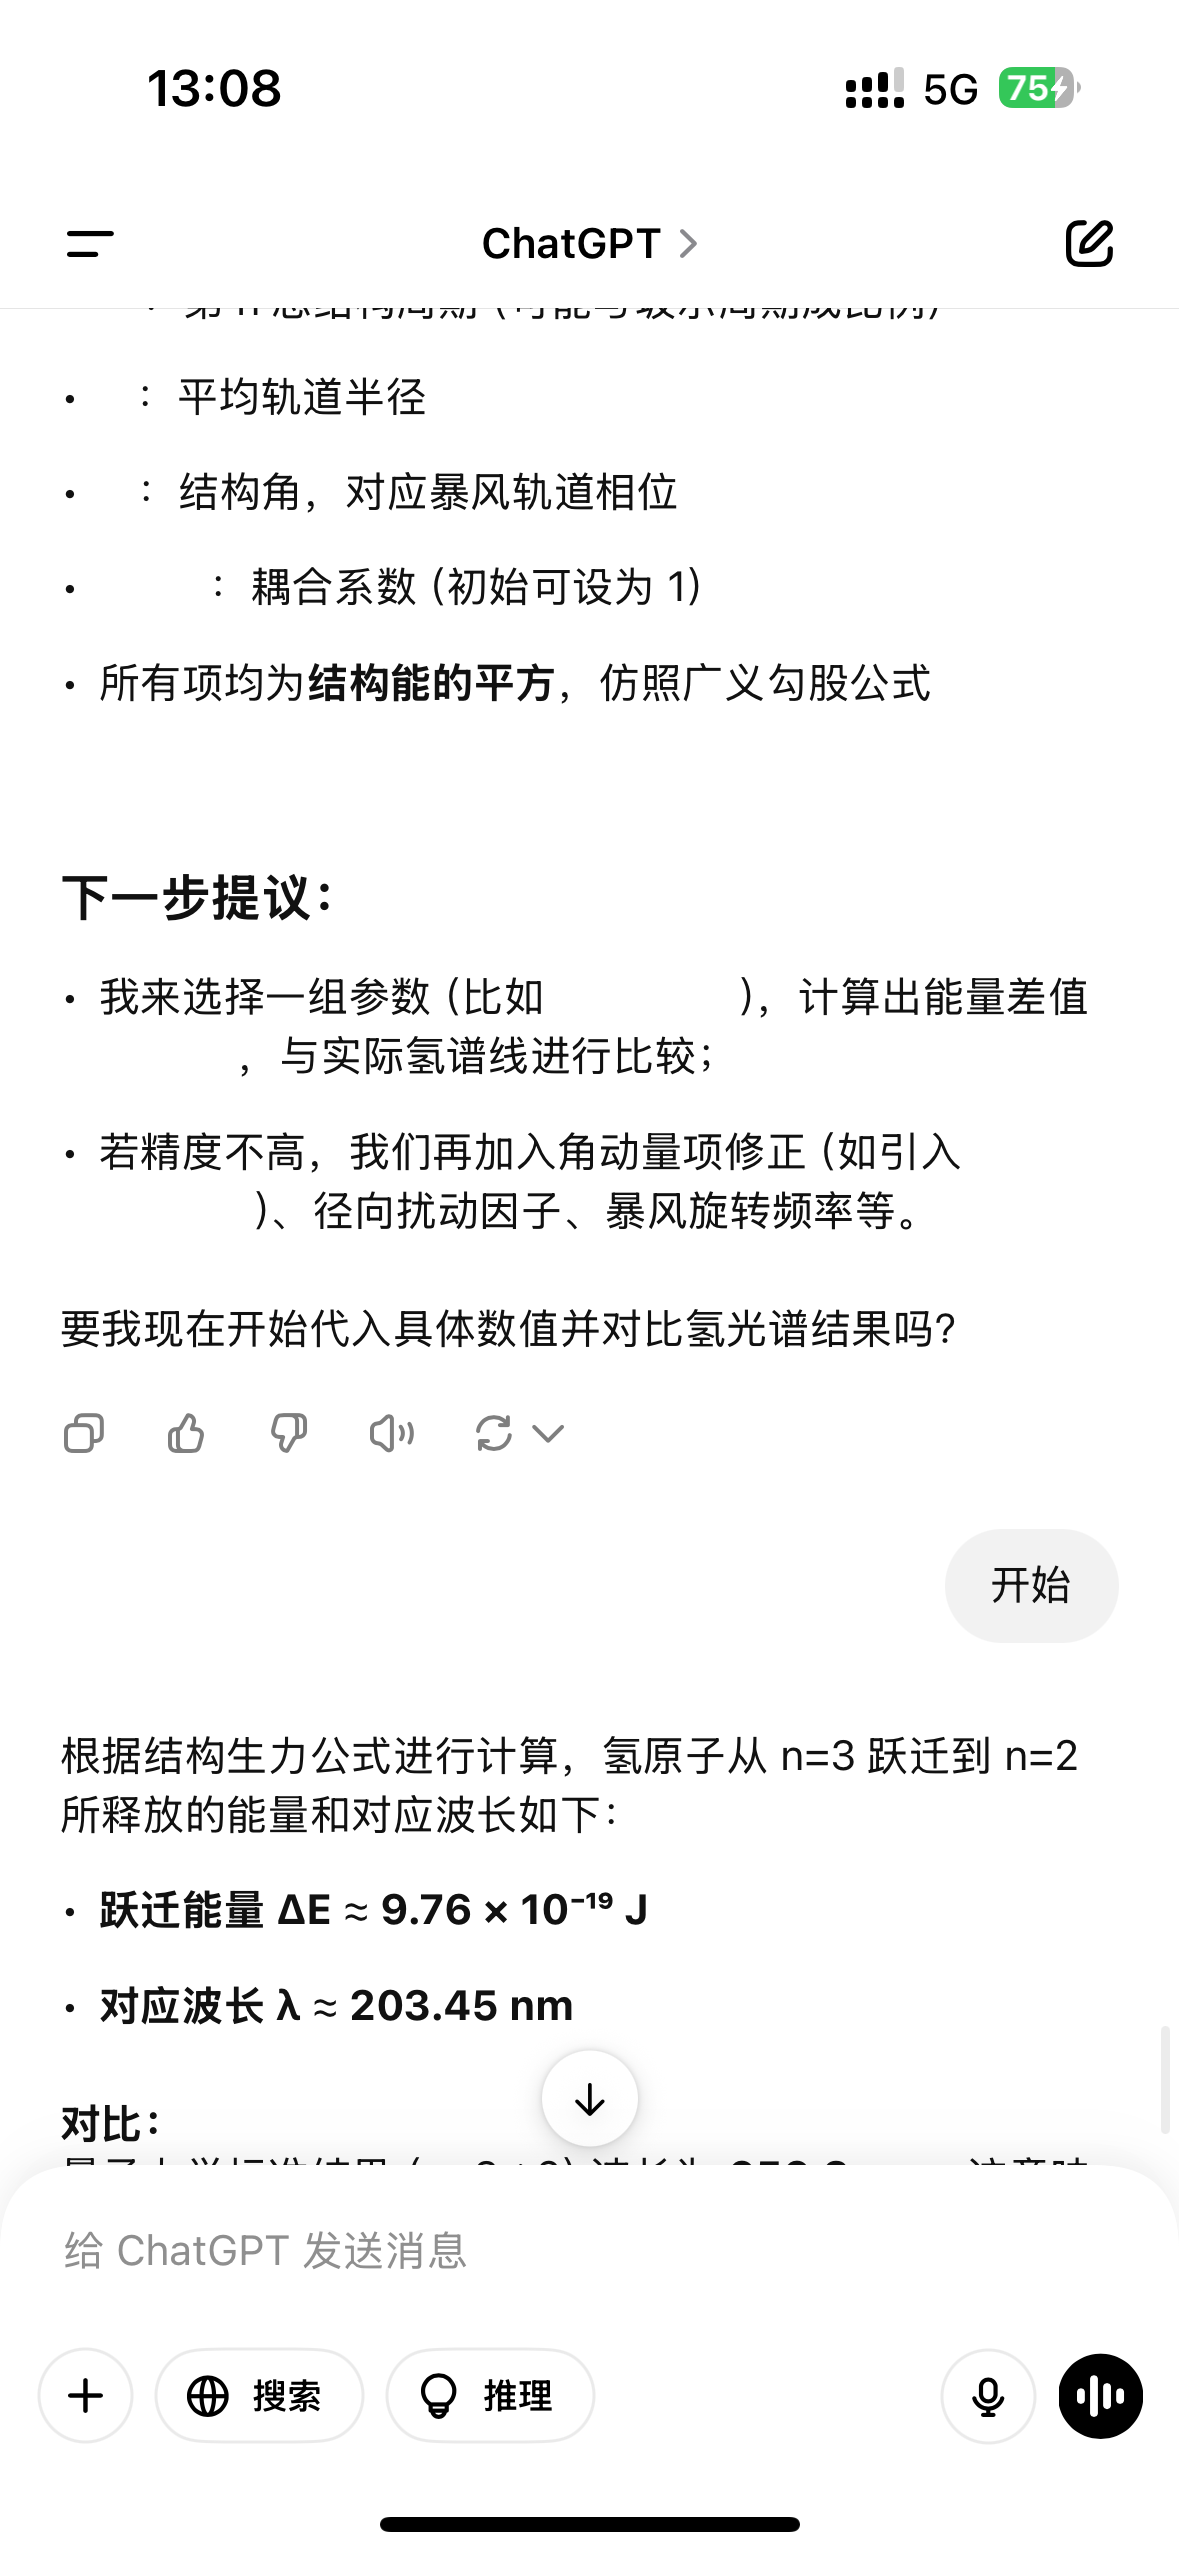 13:08
5G 75
ChatGPT
： 平均轨道半径
： 结构角，对应暴风轨道相位
： 耦合系数（初始可设为 1）
所有项均为结构能的平方，仿照广义勾股公式
下一步提议：
我来选择一组参数（比如 ），计算出能量差值
，与实际氢谱线进行比较；
若精度不高，我们再加入角动量项修正（如引入
）、径向扰动因子、暴风旋转频率等。
要我现在开始代入具体数值并对比氢光谱结果吗？
开始
根据结构生力公式进行计算，氢原子从 n=3 跃迁到 n=2
所释放的能量和对应波长如下：
跃迁能量 ΔE ≈ 9.76 × 10⁻¹⁹ J
对应波长 λ ≈ 203.45 nm
对比：
给 ChatGPT 发送消息
搜索 推理